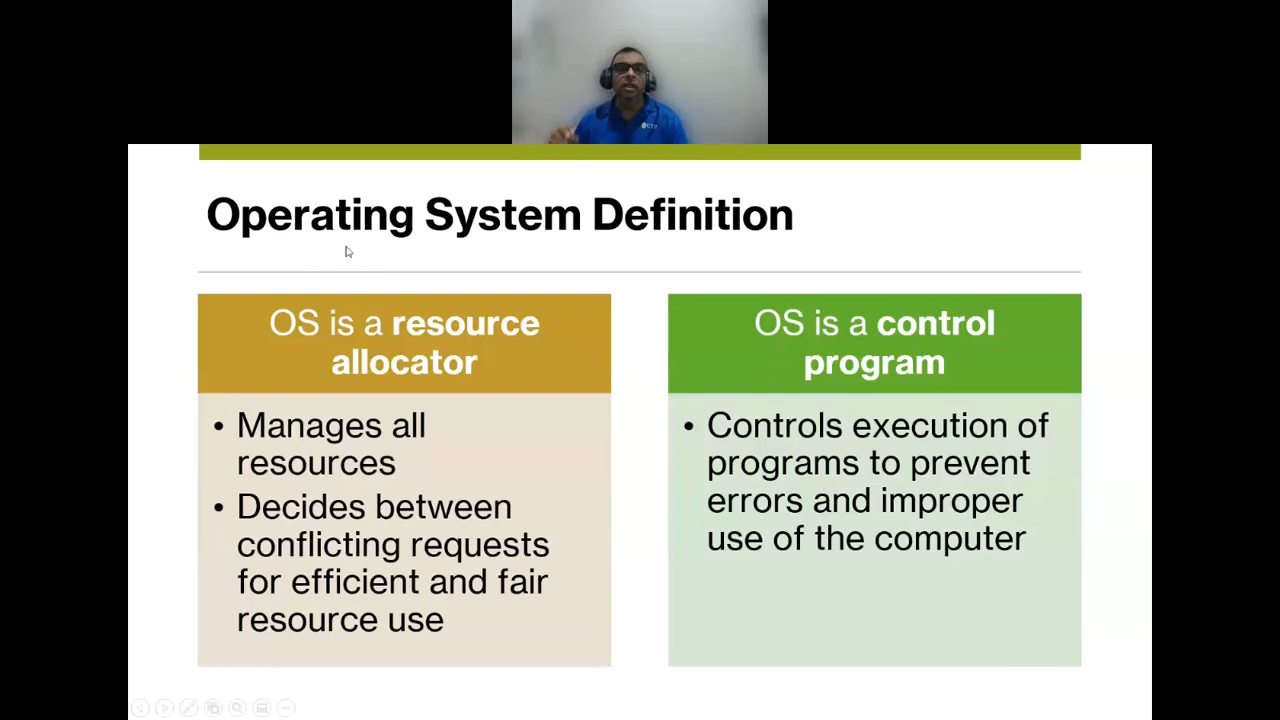 Operating System Definition
OS is a resource
allocator
• Manages all
resources
• Decides between
conflicting requests
for efficient and fair
resource use
OS is a control
program
• Controls execution of
programs to prevent
errors and improper
use of the computer